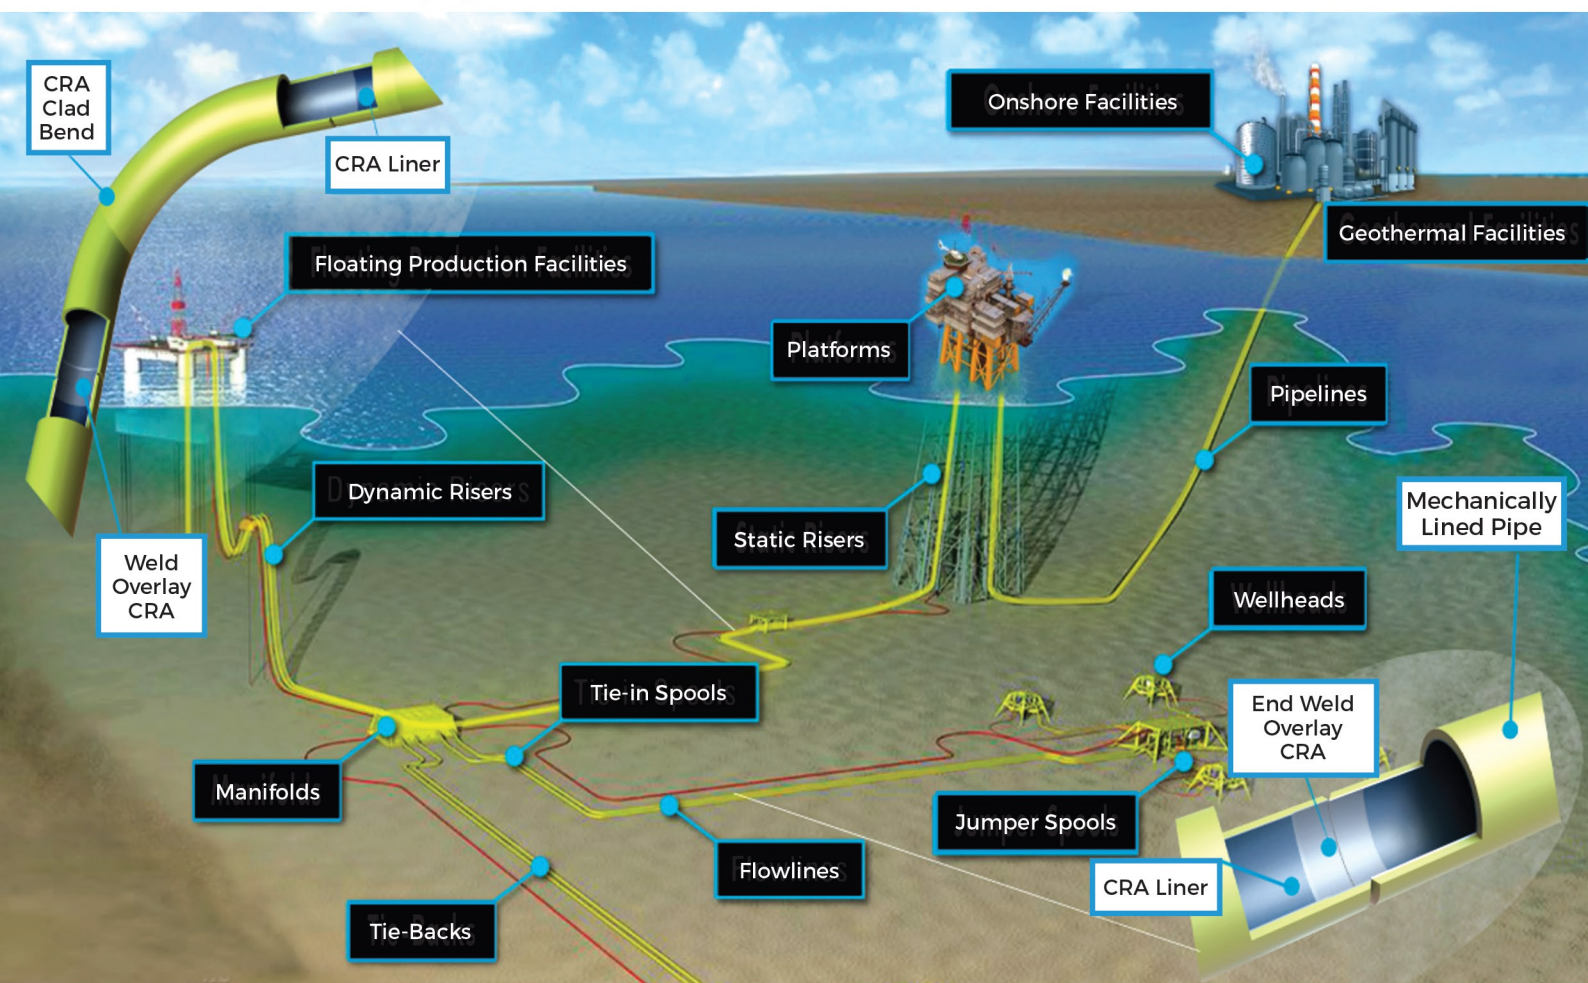 CRA
Clad
Bend
CRA Liner
Onshore Facilities
Geothermal Facilities
Floating Production Facilities
Platforms
Pipelines
Dynamic Risers
Static Risers
Mechanically
Lined Pipe
Weld
Overlay
CRA
Wellheads
Tie-in Spools
End Weld
Overlay
CRA
Manifolds
Jumper Spools
Flowlines
CRA Liner
Tie-Backs